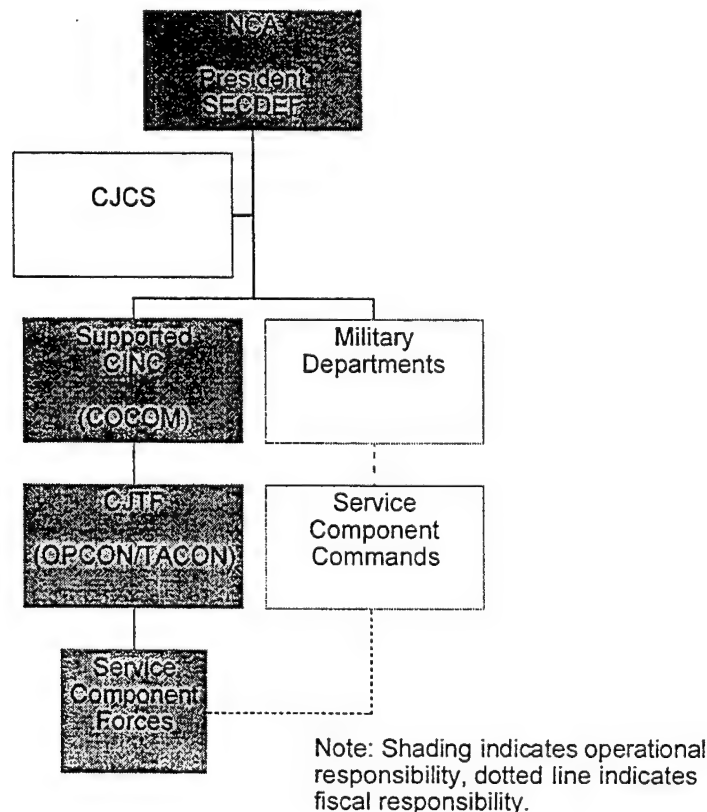 NCA
President
SECDEF
CJCS
Supported
CINC
(COCOM)
Military
Departments
CJTF
(OPCON/TACON)
Service
Component
Commands
Service
Component
Forces
Note: Shading indicates operational
responsibility, dotted line indicates
fiscal responsibility.